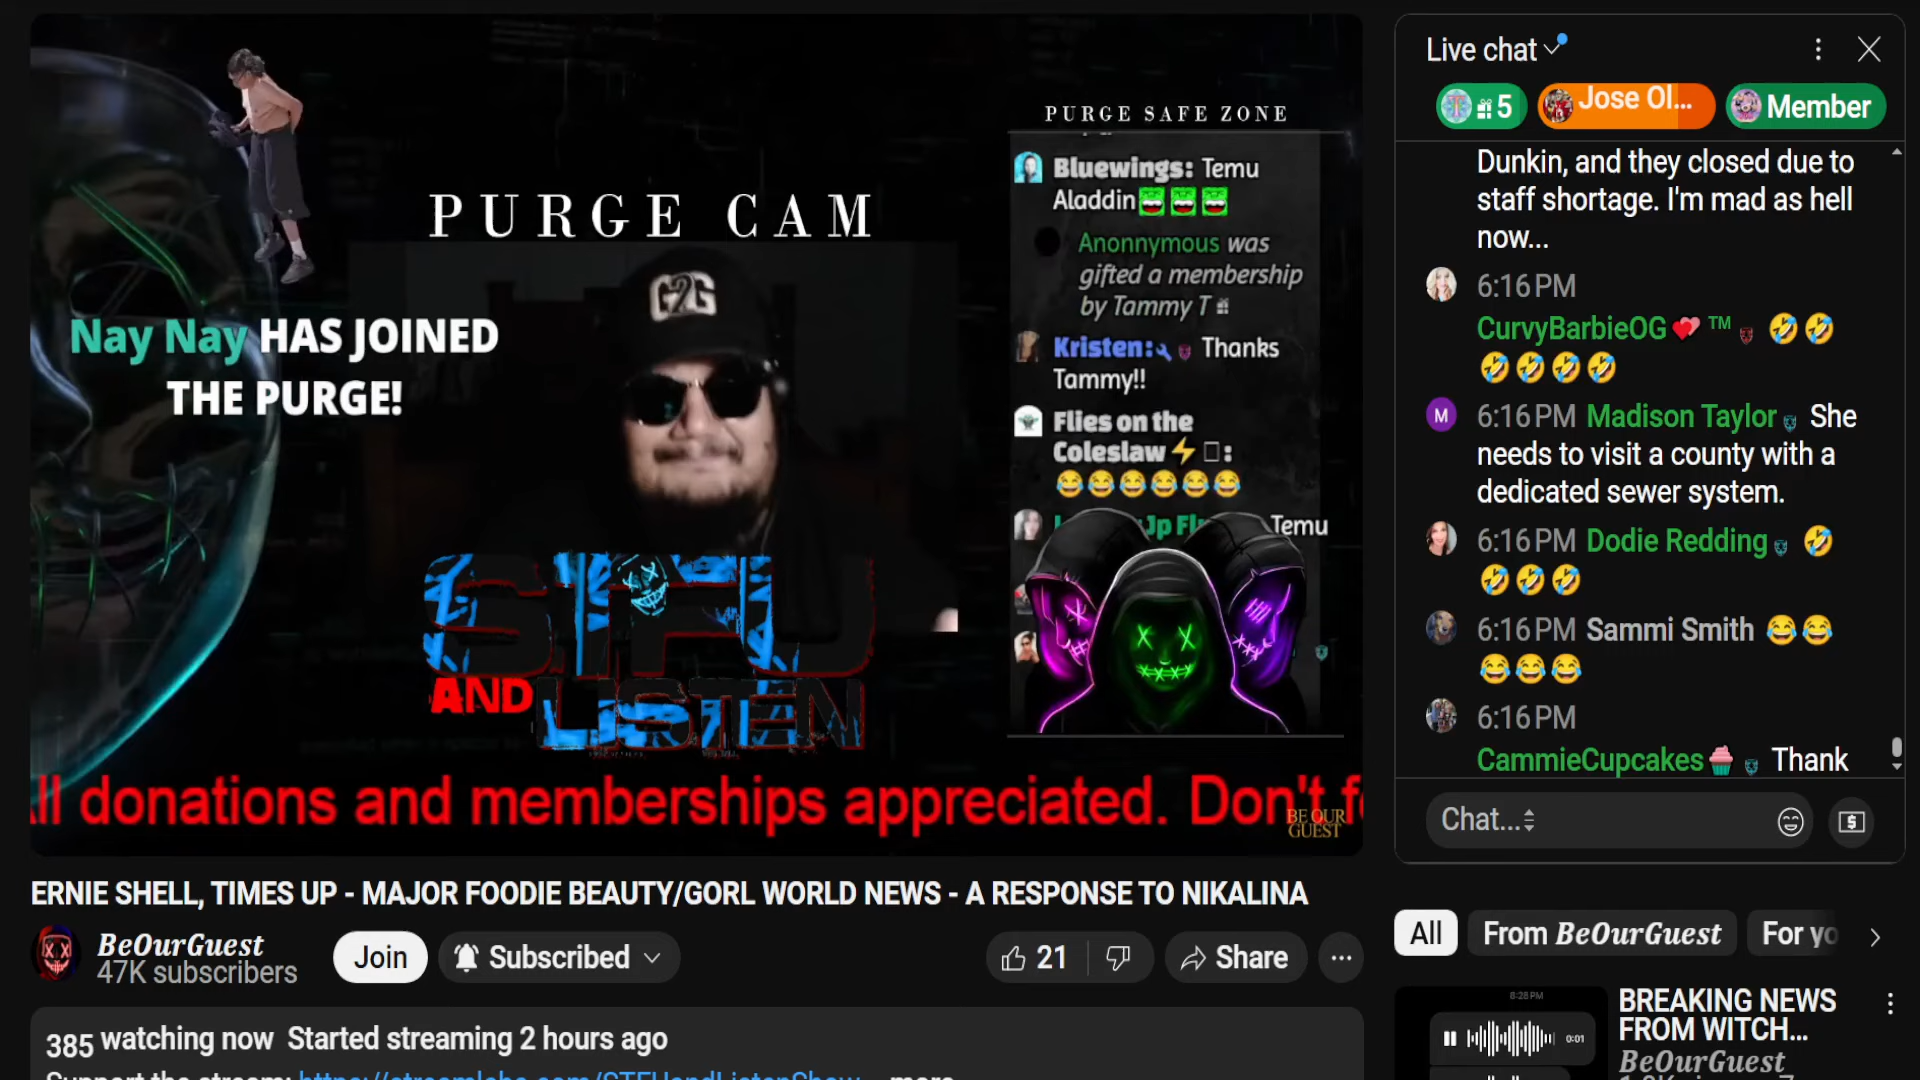 PURGE CAM
G2G
Nay Nay HAS JOINED
THE PURGE!
STFU
AND LISTEN
ll donations and memberships appreciated. Don't f
BE OUR
GUEST
PURGE SAFE ZONE
Bluewings: Temu
Aladdin
Anonnymous was
gifted a membership
by Tammy T
Kristen: Thanks
Tammy!!
Flies on the
Coleslaw⚡ :
😂😂😂😂😂😂
Jp Temu
Live chat
5
Jose Ol...
Member
Dunkin, and they closed due to
staff shortage. I'm mad as hell
now...
6:16 PM
CurvyBarbieOG💕™ 🤣🤣
🤣🤣🤣🤣
M
6:16 PM Madison Taylor She
needs to visit a county with a
dedicated sewer system.
6:16 PM Dodie Redding 🤣
🤣🤣🤣
6:16 PM Sammi Smith 😂😂
😂😂😂
6:16 PM
CammieCupcakes🧁 Thank
Chat...
ERNIE SHELL, TIMES UP - MAJOR FOODIE BEAUTY/GORL WORLD NEWS - A RESPONSE TO NIKALINA
BeOurGuest
47K subscribers
Join
Subscribed
21
Share
385 watching now Started streaming 2 hours ago
Support the stream: https://streamlabs.com/STFUandListenShow ...more
All
From BeOurGuest
For yo
8:28 PM
0:01
BREAKING NEWS
FROM WITCH...
BeOurGuest